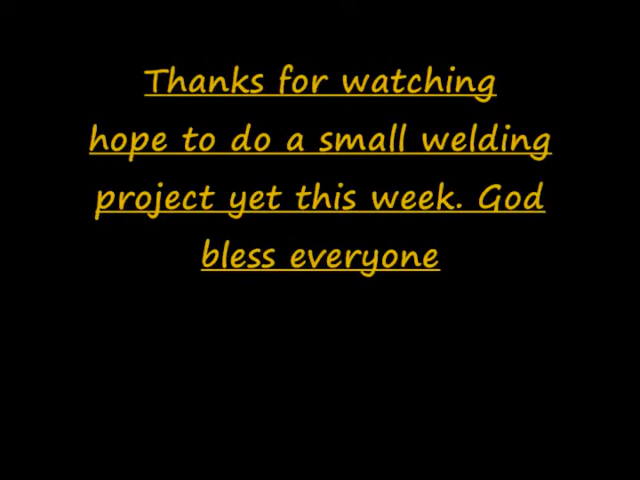 Thanks for watching
hope to do a small welding
project yet this week. God
bless everyone